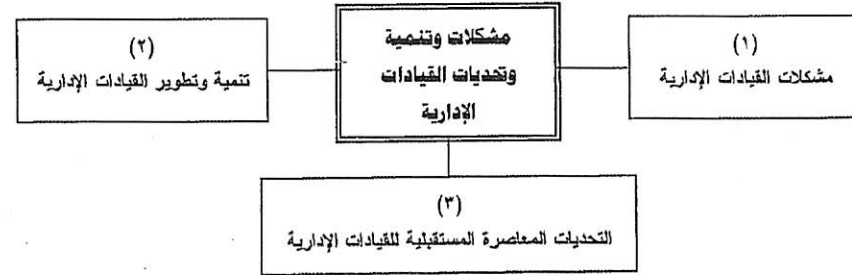 مشكلات وتنمية
وتحديات القيادات
الإدارية
(١)
مشكلات القيادات الإدارية
(٢)
تنمية وتطوير القيادات الإدارية
(٣)
التحديات المعاصرة المستقبلية للقيادات الإدارية